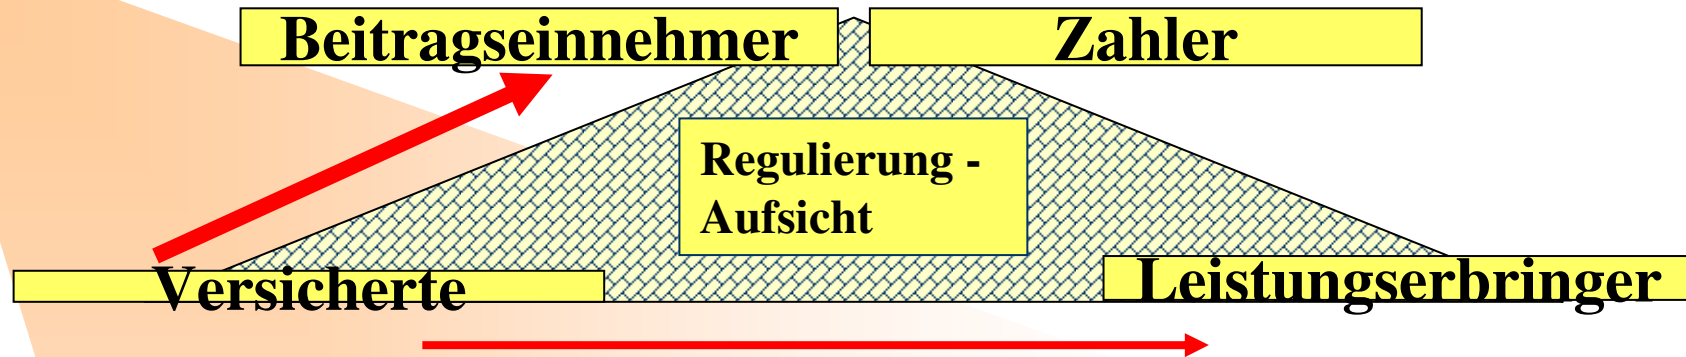 Beitragseinnehmer
Zahler
Regulierung -
Aufsicht
Versicherte
Leistungserbringer